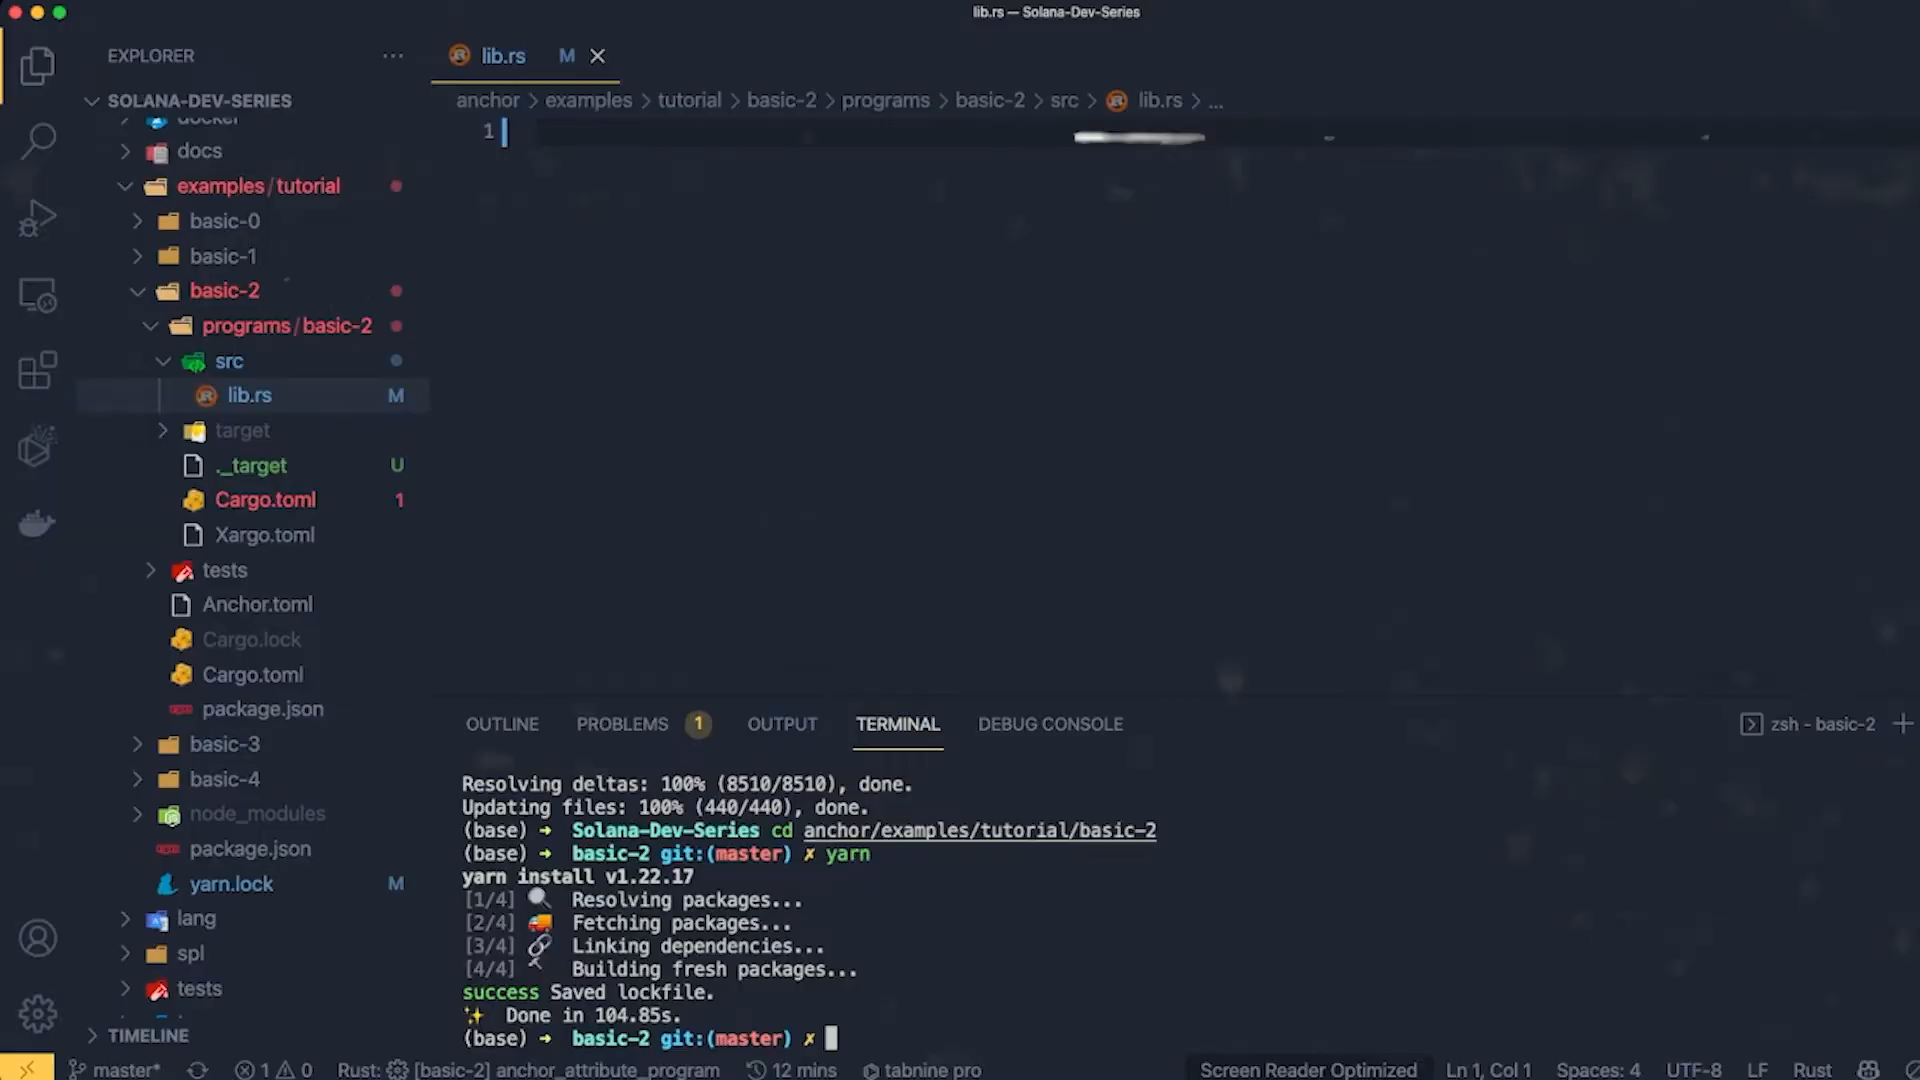 lib.rs — Solana-Dev-Series
EXPLORER
lib.rs M
SOLANA-DEV-SERIES
anchor > examples > tutorial > basic-2 > programs > basic-2 > src > lib.rs > ...
docker
1
docs
examples/tutorial
basic-0
basic-1
basic-2
programs/basic-2
src
lib.rs M
target
._target U
Cargo.toml 1
Xargo.toml
tests
Anchor.toml
Cargo.lock
Cargo.toml
package.json
basic-3
basic-4
node_modules
package.json
yarn.lock M
lang
spl
tests
TIMELINE
OUTLINE PROBLEMS 1 OUTPUT TERMINAL DEBUG CONSOLE zsh - basic-2
Resolving deltas: 100% (8510/8510), done.
Updating files: 100% (440/440), done.
(base) ➜ Solana-Dev-Series cd anchor/examples/tutorial/basic-2
(base) ➜ basic-2 git:(master) ✗ yarn
yarn install v1.22.17
[1/4] 🔍 Resolving packages...
[2/4] 🚚 Fetching packages...
[3/4] 🔗 Linking dependencies...
[4/4] 🔨 Building fresh packages...
success Saved lockfile.
✨ Done in 104.85s.
(base) ➜ basic-2 git:(master) ✗
master* 1 0 Rust: [basic-2] anchor_attribute_program 12 mins tabnine pro Screen Reader Optimized Ln 1, Col 1 Spaces: 4 UTF-8 LF Rust